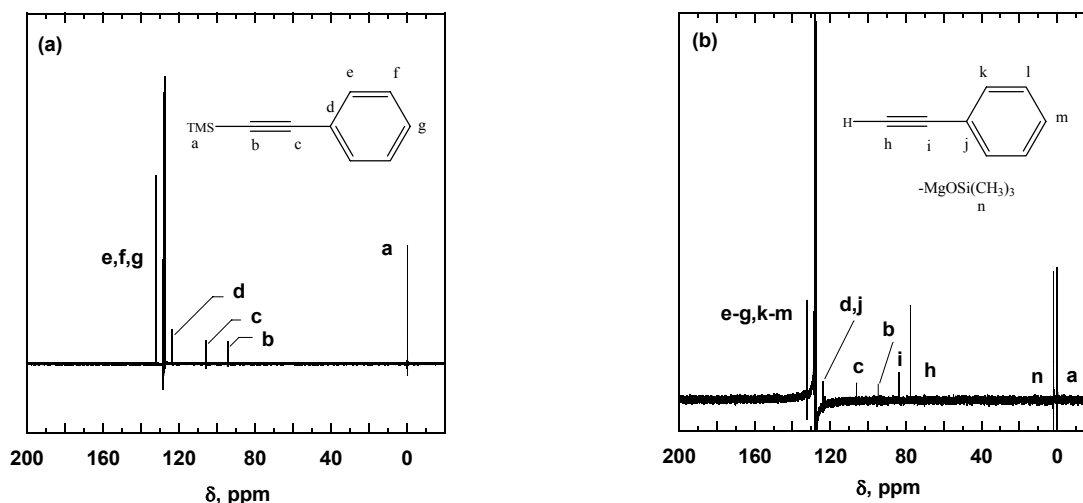 (a)
e
f
d
TMS
g
a
b
c
e,f,g
a
d
c
b
200
160
120
80
40
0
δ, ppm
(b)
k
l
H
m
h
i
j
-MgOSi(CH3)3
n
e-g,k-m
d,j
b
c
i
h
n
a
200
160
120
80
40
0
δ, ppm